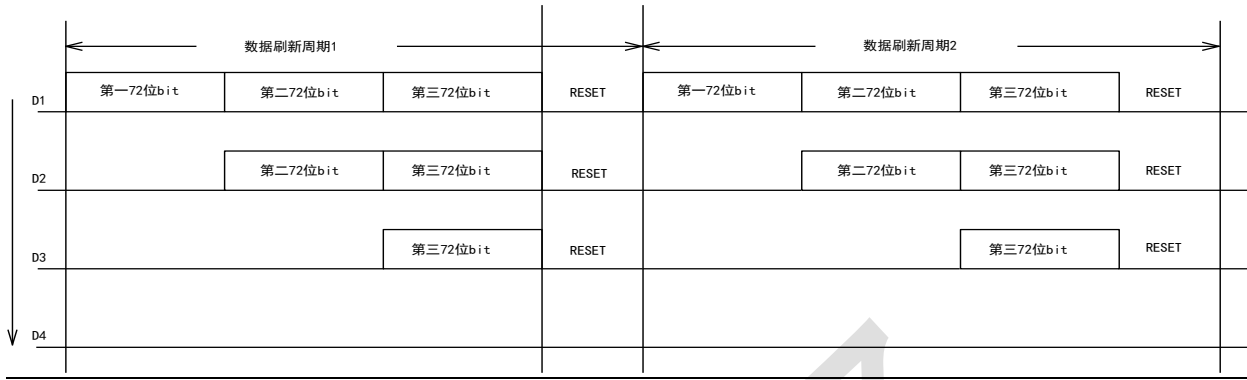 数据刷新周期1 数据刷新周期2
D1 第一72位bit 第二72位bit 第三72位bit RESET 第一72位bit 第二72位bit 第三72位bit RESET
D2 第二72位bit 第三72位bit RESET 第二72位bit 第三72位bit RESET
D3 第三72位bit RESET 第三72位bit RESET
D4